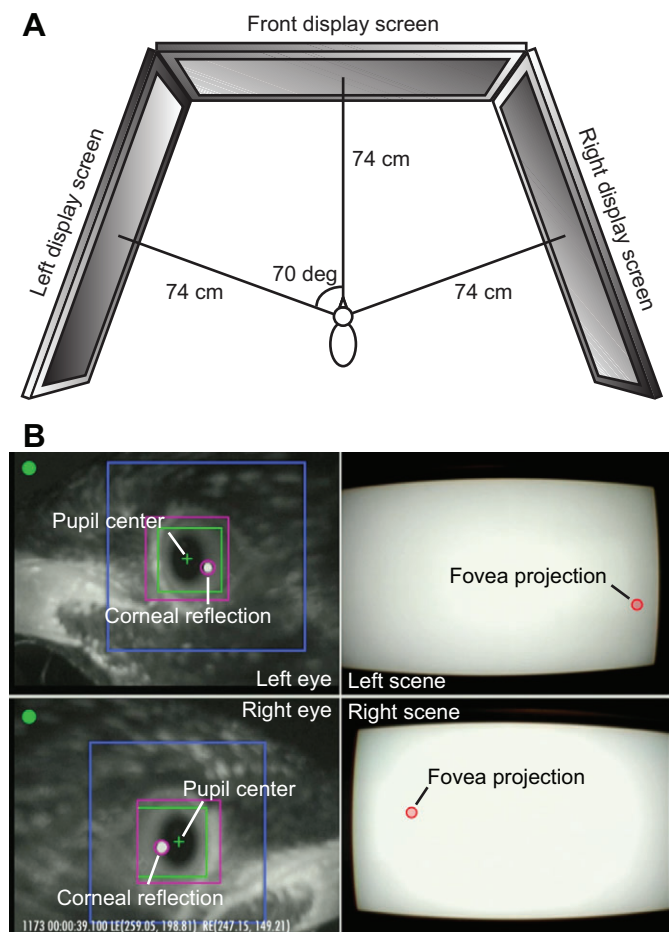 A
Front display screen
Left display screen
Right display screen
74 cm
70 deg
74 cm
74 cm
B
Pupil center
Corneal reflection
Left eye
Fovea projection
Left scene
Right eye
Pupil center
Corneal reflection
1173 00:00:39.100 LE(259.05, 198.81) RE(247.15, 149.21)
Right scene
Fovea projection